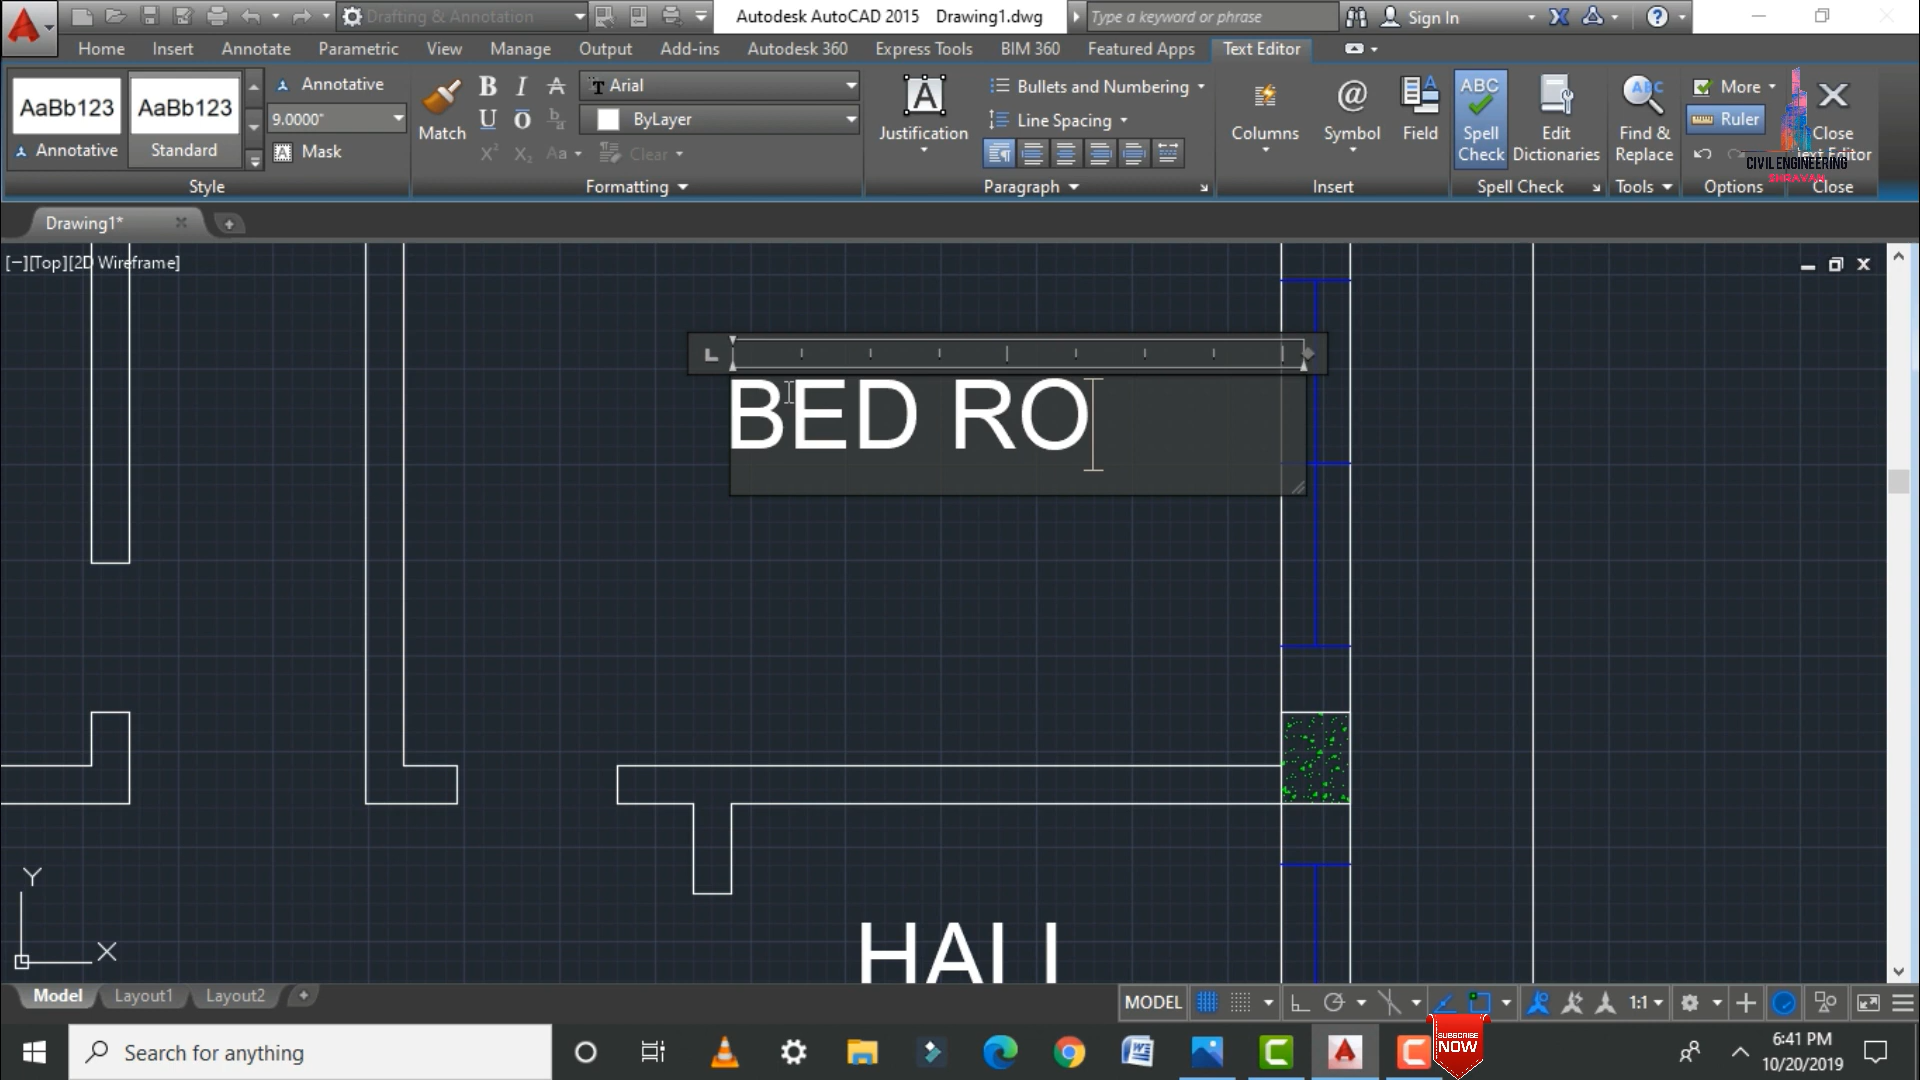 Drafting & Annotation
Autodesk AutoCAD 2015 Drawing1.dwg
Type a keyword or phrase
Sign In
Home Insert Annotate Parametric View Manage Output Add-ins Autodesk 360 Express Tools BIM 360 Featured Apps Text Editor
AaBb123 AaBb123 Annotative
9.0000"
Annotative Standard Mask
Style
Match
B I A Arial
U O ByLayer
Aa Clear
Formatting
A
Justification
Bullets and Numbering
Line Spacing
Paragraph
Columns
@
Symbol
Field
Insert
ABC
Spell Check
Edit Dictionaries
Spell Check
ABC
Find & Replace
Tools
More
Ruler
Options
Close
Text Editor
Close
CIVIL ENGINEERING
SHRAVAN
Drawing1*
[−][Top][2D Wireframe]
BED RO
HALL
Y
X
Model Layout1 Layout2
MODEL
1:1
Search for anything
SUBSCRIBE
NOW
6:41 PM
10/20/2019